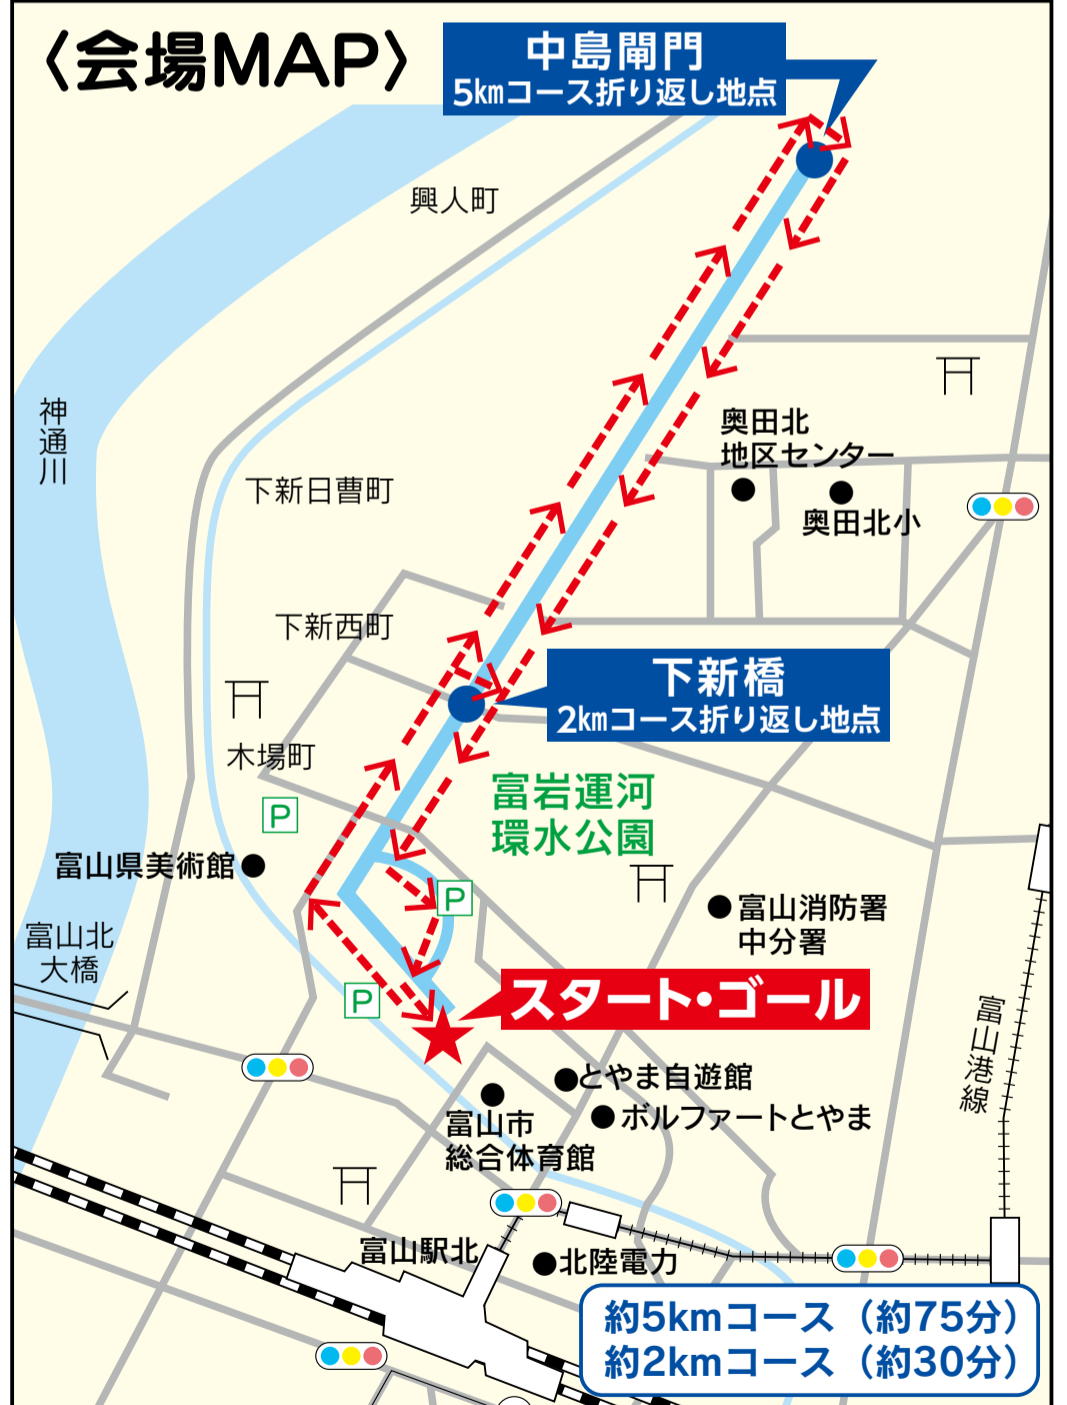 〈会場MAP〉
中島閘門
5㎞コース折り返し地点
興人町
神通川
奥田北
地区センター
奥田北小
下新日曹町
下新西町
下新橋
2㎞コース折り返し地点
木場町
富岩運河
環水公園
P
富山県美術館
P
富山消防署
中分署
富山北
大橋
P
スタート・ゴール
富山港線
とやま自遊館
ボルファートとやま
富山市
総合体育館
富山駅北
北陸電力
約5kmコース（約75分）
約2kmコース（約30分）